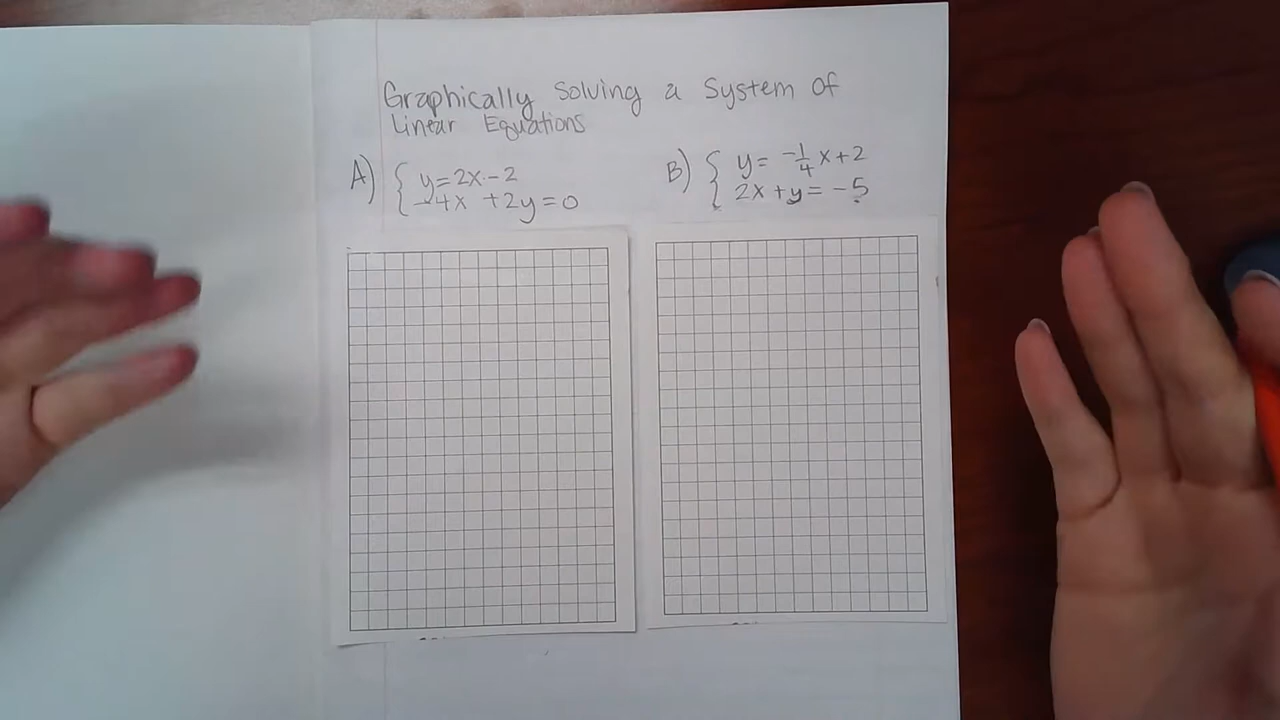 Graphically Solving a System of
Linear Equations
A) { y=2x-2
-4x +2y=0
B) { y= -1/4 x+2
2x+y= -5